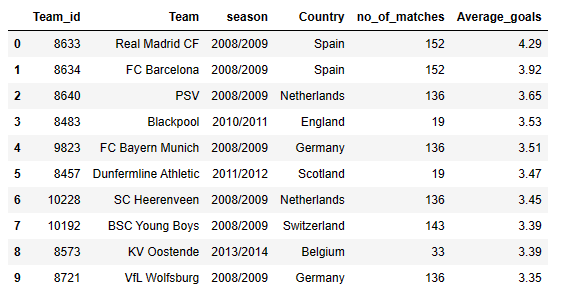 Team_id Team season Country no_of_matches Average_goals
0 8633 Real Madrid CF 2008/2009 Spain 152 4.29
1 8634 FC Barcelona 2008/2009 Spain 152 3.92
2 8640 PSV 2008/2009 Netherlands 136 3.65
3 8483 Blackpool 2010/2011 England 19 3.53
4 9823 FC Bayern Munich 2008/2009 Germany 136 3.51
5 8457 Dunfermline Athletic 2011/2012 Scotland 19 3.47
6 10228 SC Heerenveen 2008/2009 Netherlands 136 3.45
7 10192 BSC Young Boys 2008/2009 Switzerland 143 3.39
8 8573 KV Oostende 2013/2014 Belgium 33 3.39
9 8721 VfL Wolfsburg 2008/2009 Germany 136 3.35